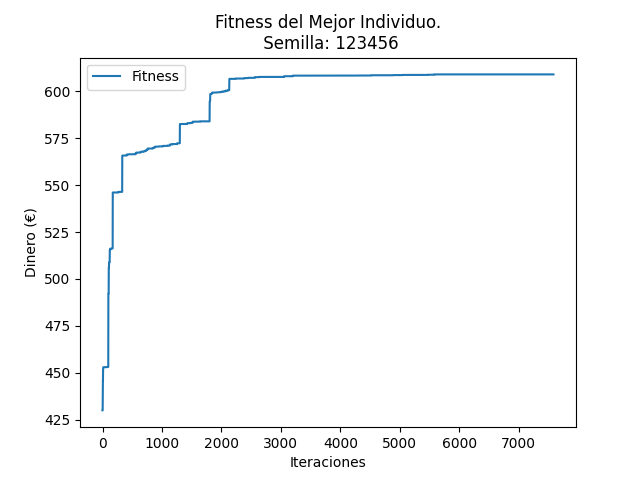 Fitness del Mejor Individuo.
Semilla: 123456
Fitness
600
575
550
525
500
475
450
425
Dinero (€)
0 1000 2000 3000 4000 5000 6000 7000
Iteraciones